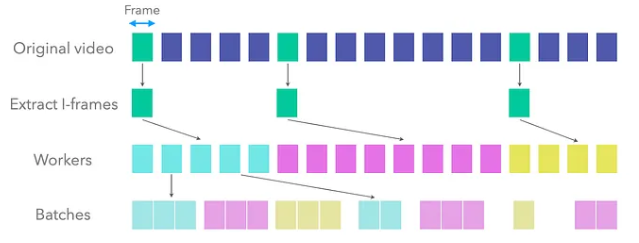 Frame
Original video
Extract I-frames
Workers
Batches